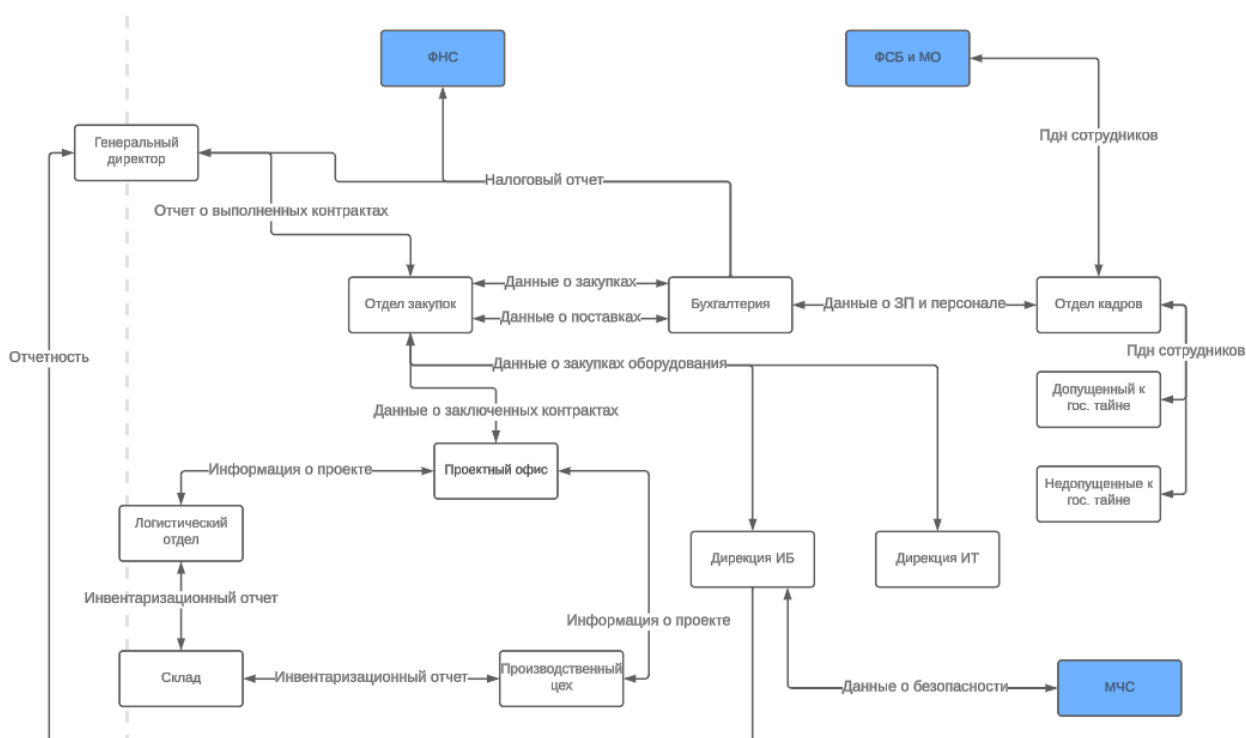 ФНС
ФСБ и МО
Пдн сотрудников
Генеральный
директор
Налоговый отчет
Отчет о выполненных контрактах
Данные о закупках
Отдел закупок
Бухгалтерия
Данные о ЗП и персонале
Отдел кадров
Данные о поставках
Отчетность
Пдн сотрудников
Данные о закупках оборудования
Допущенный к
гос. тайне
Данные о заключенных контрактах
Информация о проекте
Проектный офис
Недопущенные к
гос. тайне
Логистический
отдел
Дирекция ИБ
Дирекция ИТ
Инвентаризационный отчет
Информация о проекте
Склад
Инвентаризационный отчет
Производственный
цех
Данные о безопасности
МЧС